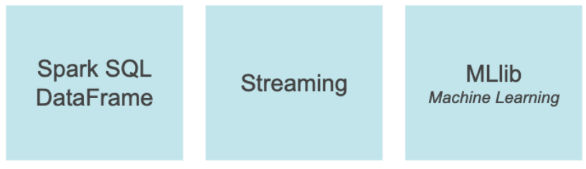 Spark SQL
DataFrame
Streaming
MLlib
Machine Learning